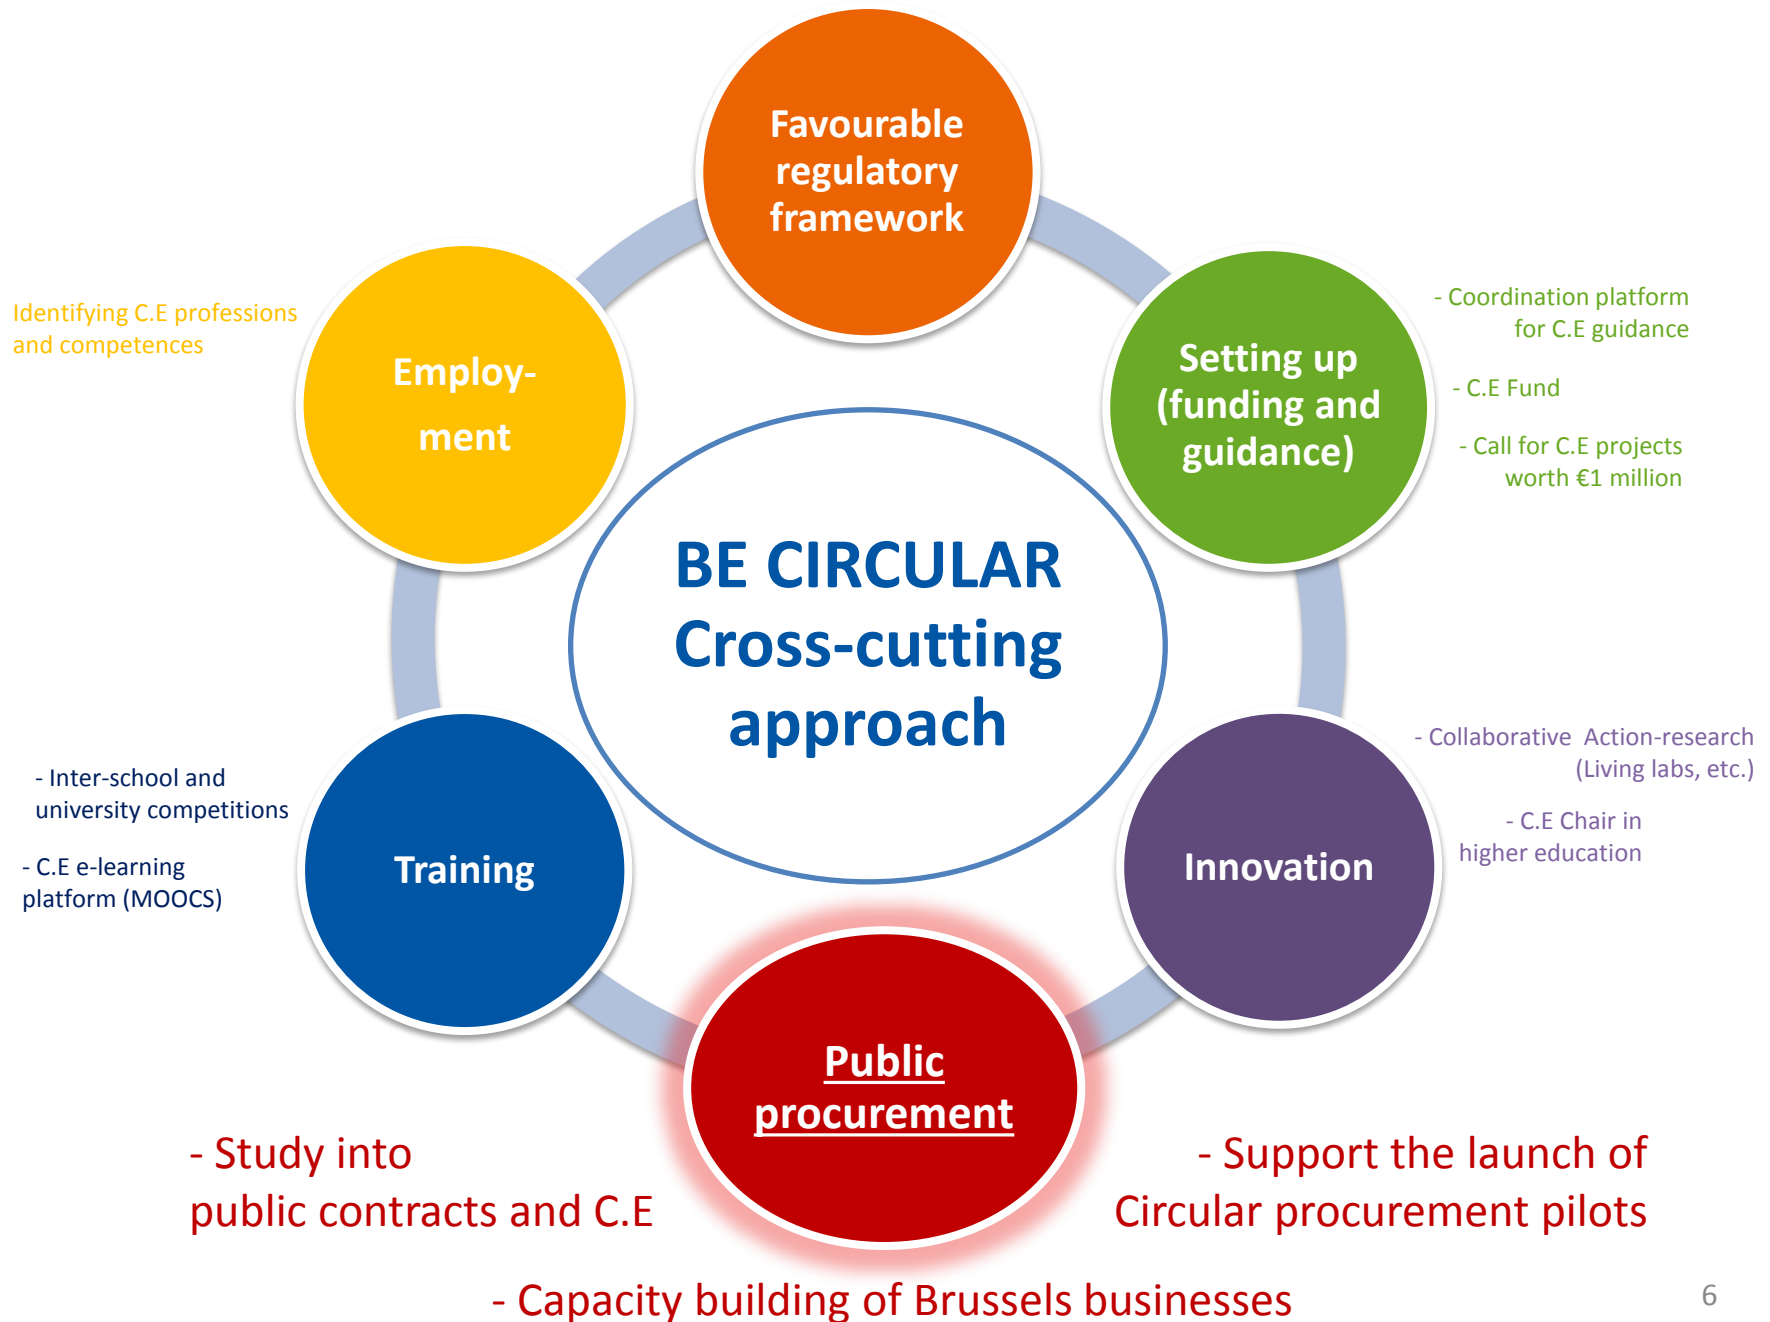 Favourable
regulatory
framework
Identifying C.E professions
and competences
Employ-
ment
Setting up
(funding and
guidance)
- Coordination platform
for C.E guidance
- C.E Fund
- Call for C.E projects
worth €1 million
BE CIRCULAR
Cross-cutting
approach
- Inter-school and
university competitions
- C.E e-learning
platform (MOOCS)
Training
Innovation
- Collaborative  Action-research
(Living labs, etc.)
- C.E Chair in
higher education
Public
procurement
- Study into
public contracts and C.E
- Support the launch of
Circular procurement pilots
- Capacity building of Brussels businesses
6